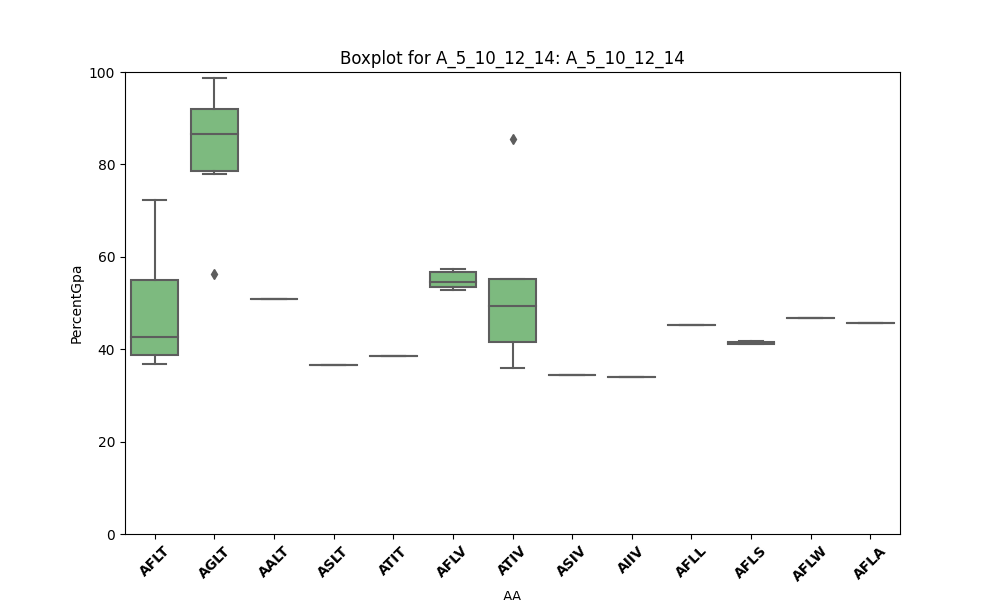 Boxplot for A_5_10_12_14: A_5_10_12_14
100
80
60
40
20
0
PercentGpa
AFLT AGLT AALT ASLT ATIT AFLV ATIV ASIV AIIV AFLL AFLS AFLW AFLA
AA